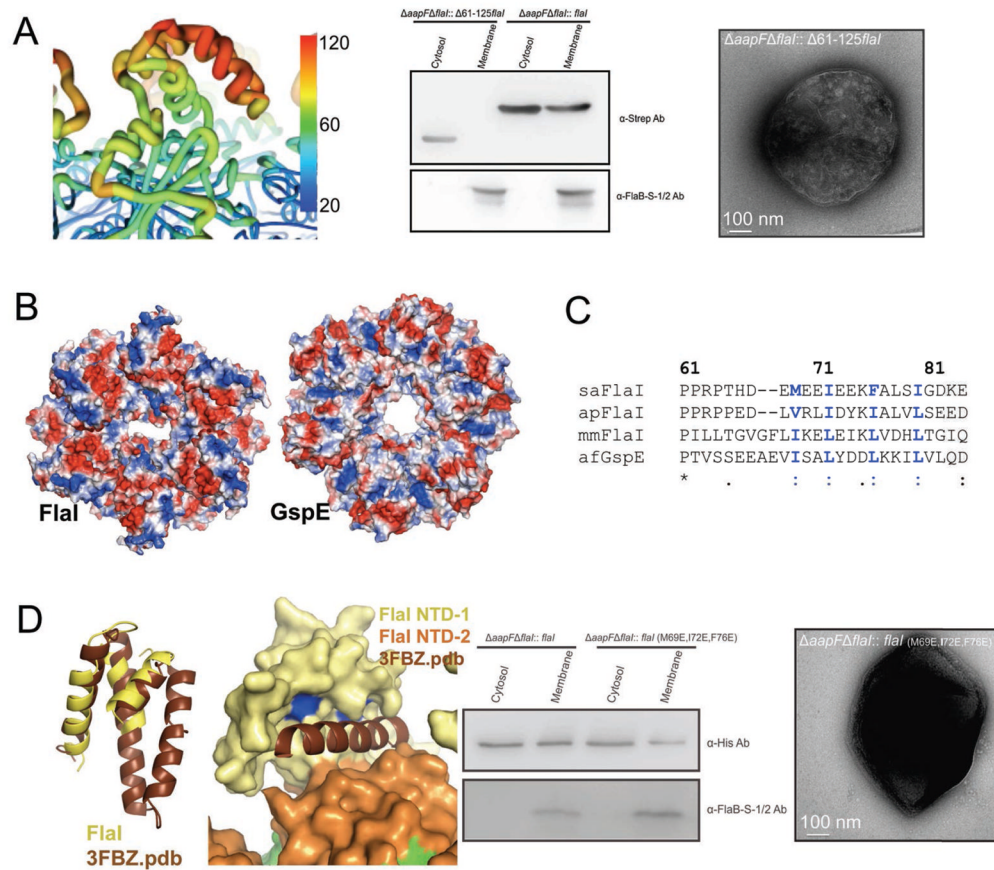 A
120
60
20
ΔaapFΔflaI:: Δ61-125flaI
ΔaapFΔflaI:: flaI
Cytosol
Membrane
Cytosol
Membrane
α-Strep Ab
α-FlaB-S-1/2 Ab
ΔaapFΔflaI:: Δ61-125flaI
100 nm
B
FlaI
GspE
C
61 71 81
saFlaI PPRPTHD--EMEEIEEKFALSIGDKE
apFlaI PPRPPED--LVRLIDYKIALVLSEED
mmFlaI PILLTGVGFLIKELEIKLVDHLTGIQ
afGspE PTVSSEEAEVISALYDDLKKILVLQD
* . : : . : : :
D
FlaI
3FBZ.pdb
FlaI NTD-1
FlaI NTD-2
3FBZ.pdb
ΔaapFΔflaI:: flaI
ΔaapFΔflaI:: flaI (M69E,I72E,F76E)
Cytosol
Membrane
Cytosol
Membrane
α-His Ab
α-FlaB-S-1/2 Ab
ΔaapFΔflaI:: flaI (M69E,I72E,F76E)
100 nm